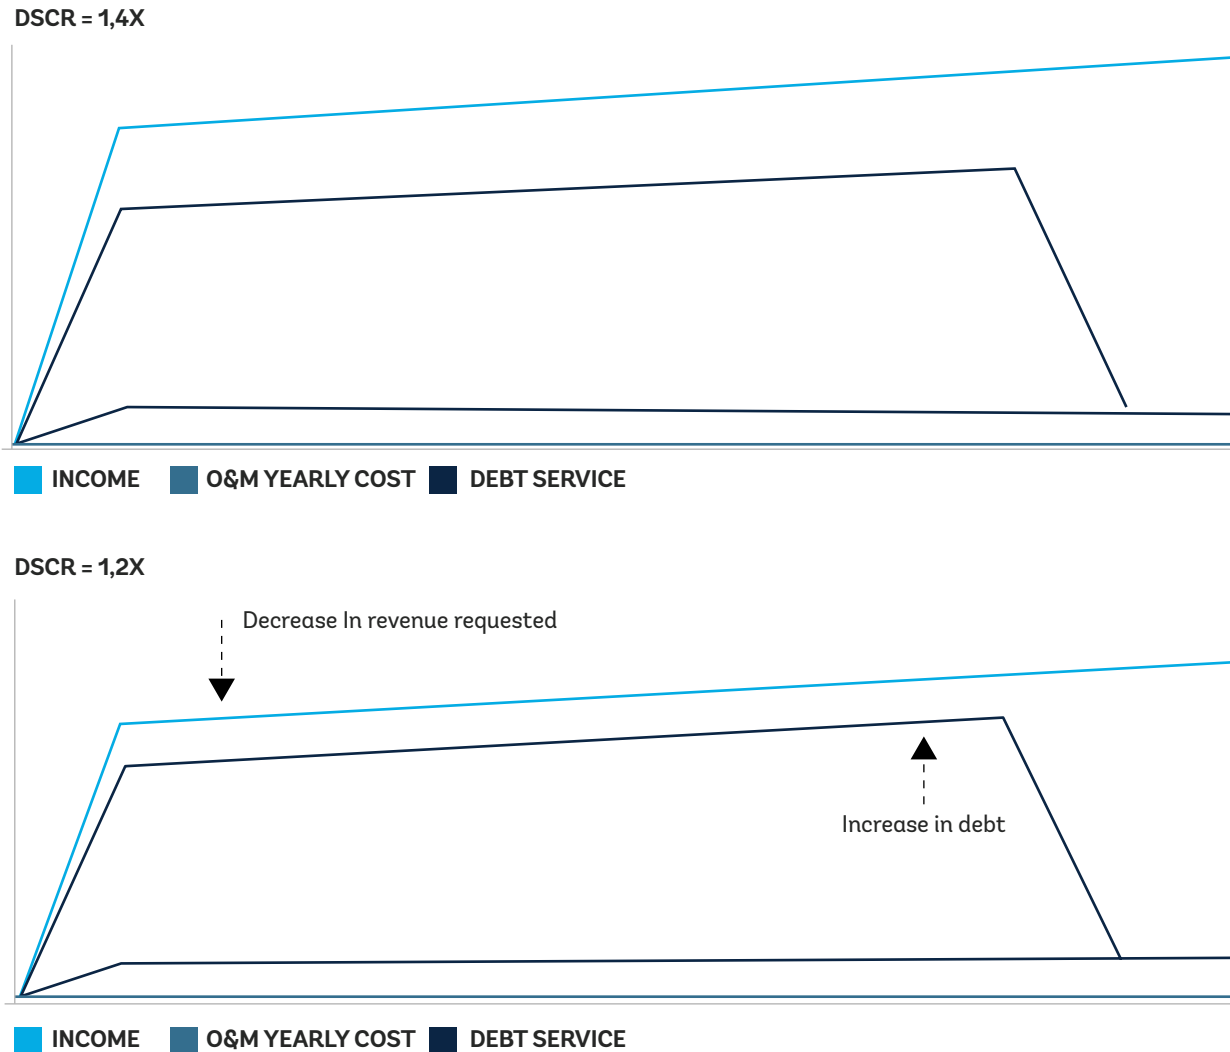 DSCR = 1,4X
INCOME O&M YEARLY COST DEBT SERVICE
DSCR = 1,2X
Decrease In revenue requested
Increase in debt
INCOME O&M YEARLY COST DEBT SERVICE